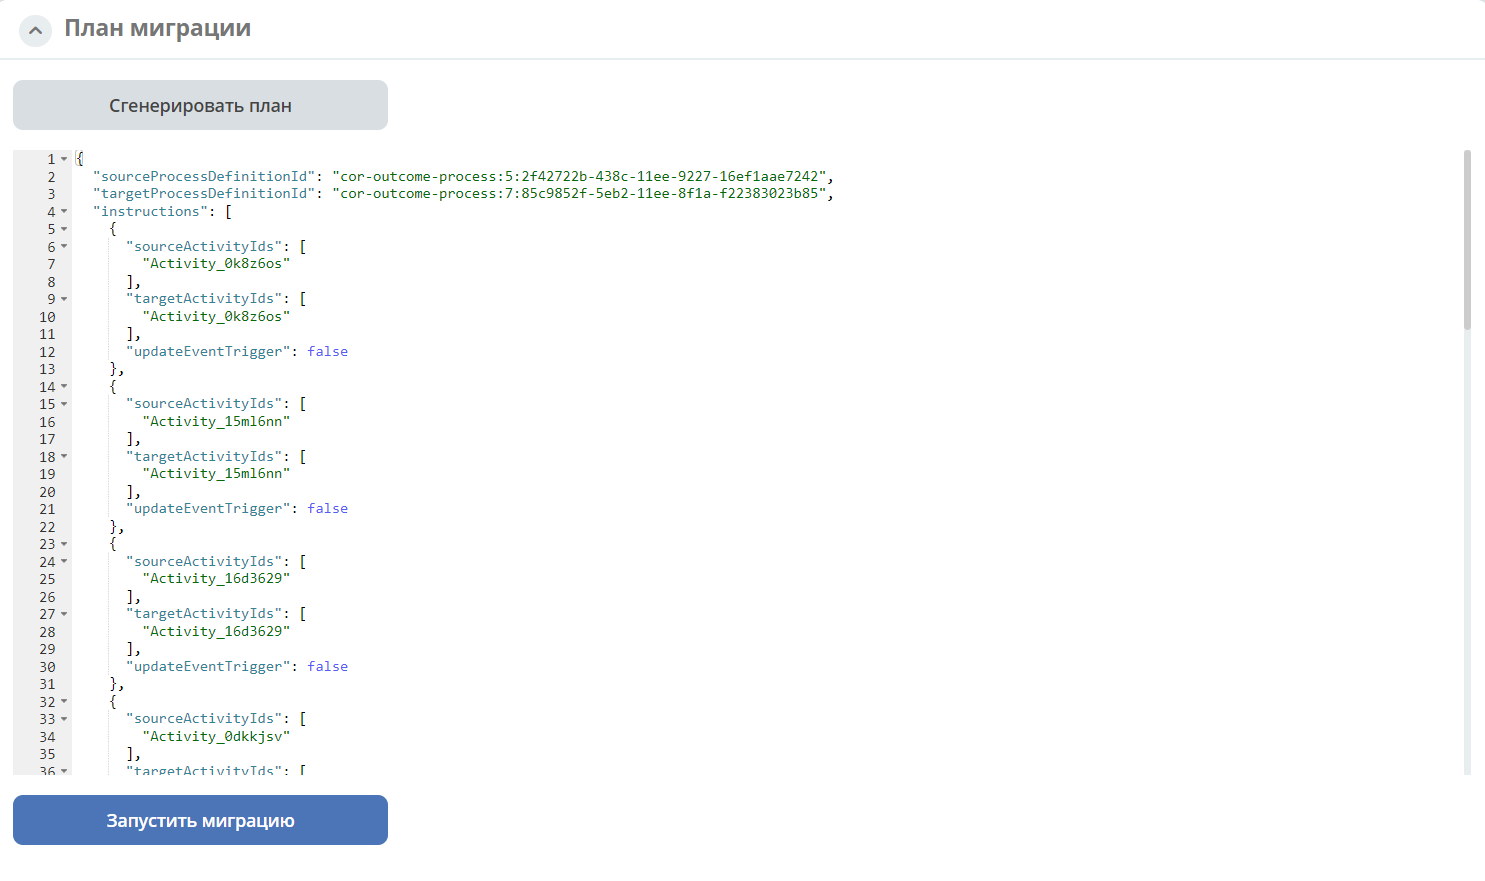 План миграции
Сгенерировать план
1 {
2 "sourceProcessDefinitionId": "cor-outcome-process:5:2f42722b-438c-11ee-9227-16ef1aae7242",
3 "targetProcessDefinitionId": "cor-outcome-process:7:85c9852f-5eb2-11ee-8f1a-f22383023b85",
4 "instructions": [
5 {
6 "sourceActivityIds": [
7 "Activity_0k8z6os"
8 ],
9 "targetActivityIds": [
10 "Activity_0k8z6os"
11 ],
12 "updateEventTrigger": false
13 },
14 {
15 "sourceActivityIds": [
16 "Activity_15ml6nn"
17 ],
18 "targetActivityIds": [
19 "Activity_15ml6nn"
20 ],
21 "updateEventTrigger": false
22 },
23 {
24 "sourceActivityIds": [
25 "Activity_16d3629"
26 ],
27 "targetActivityIds": [
28 "Activity_16d3629"
29 ],
30 "updateEventTrigger": false
31 },
32 {
33 "sourceActivityIds": [
34 "Activity_0dkkjsv"
35 ],
36 "targetActivityIds": [
Запустить миграцию